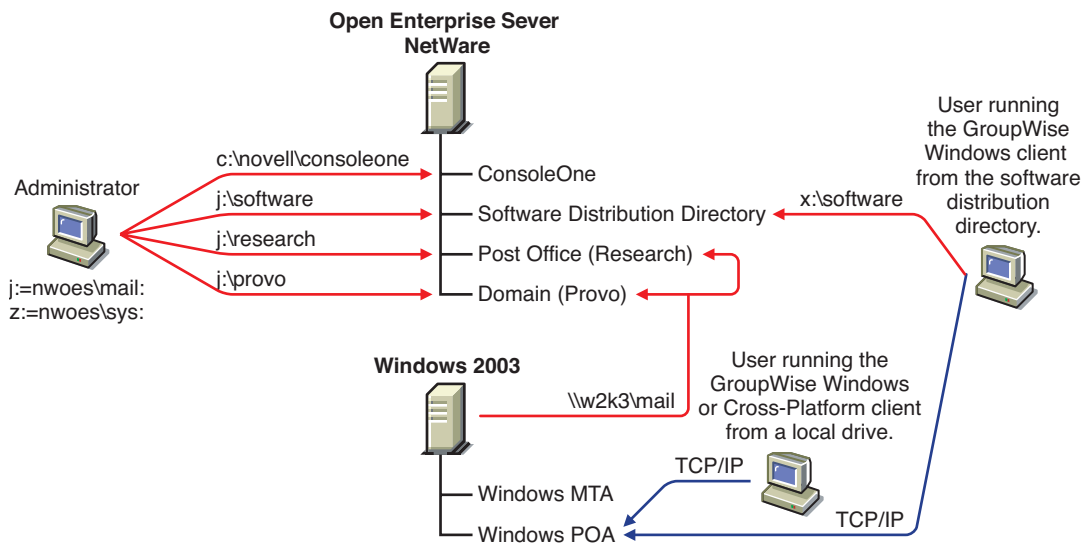 Open Enterprise Sever
NetWare
Administrator
j:=nwoes\mail:
z:=nwoes\sys:
c:\novell\consoleone
j:\software
j:\research
j:\provo
ConsoleOne
Software Distribution Directory
Post Office (Research)
Domain (Provo)
x:\software
User running
the GroupWise
Windows client
from the software
distribution
directory.
Windows 2003
\\w2k3\mail
Windows MTA
Windows POA
User running the
GroupWise Windows
or Cross-Platform client
from a local drive.
TCP/IP
TCP/IP